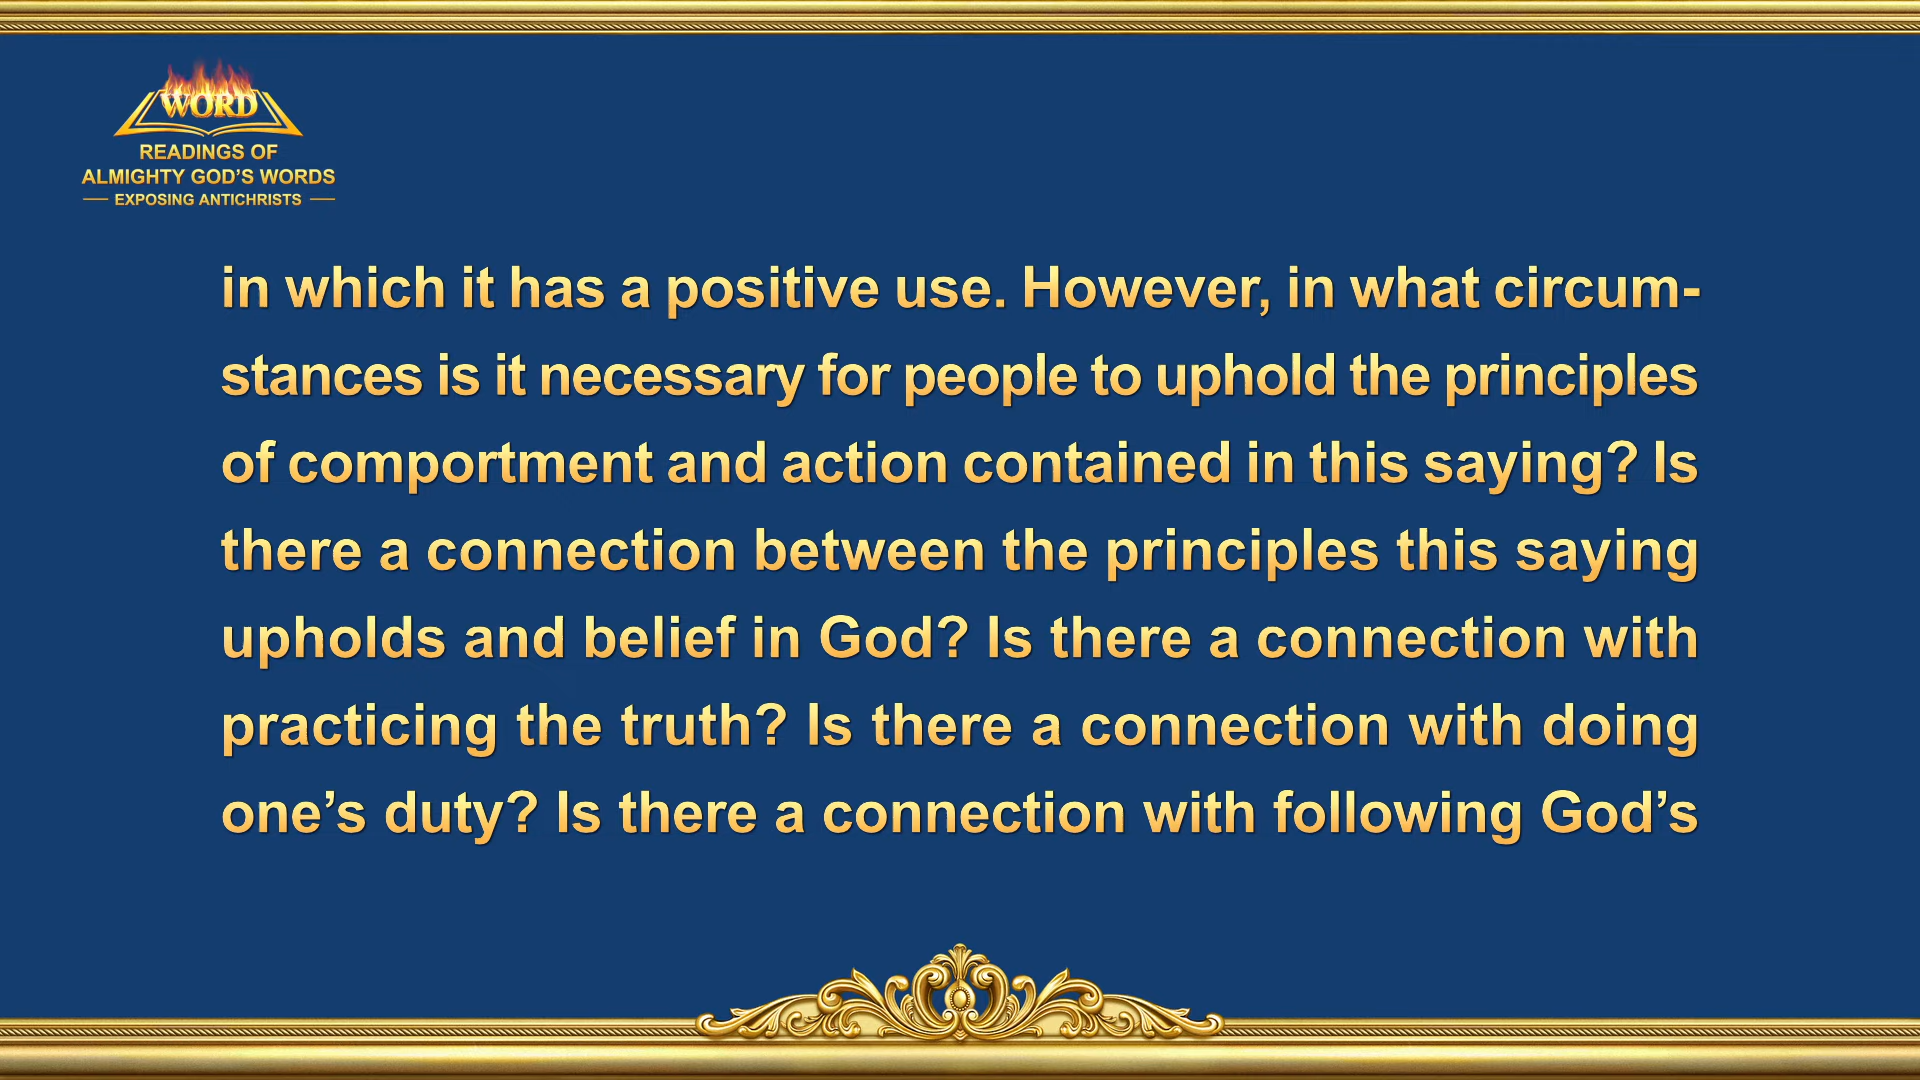 WORD
READINGS OF
ALMIGHTY GOD’S WORDS
EXPOSING ANTICHRISTS
in which it has a positive use. However, in what circum-
stances is it necessary for people to uphold the principles
of comportment and action contained in this saying? Is
there a connection between the principles this saying
upholds and belief in God? Is there a connection with
practicing the truth? Is there a connection with doing
one’s duty? Is there a connection with following God’s